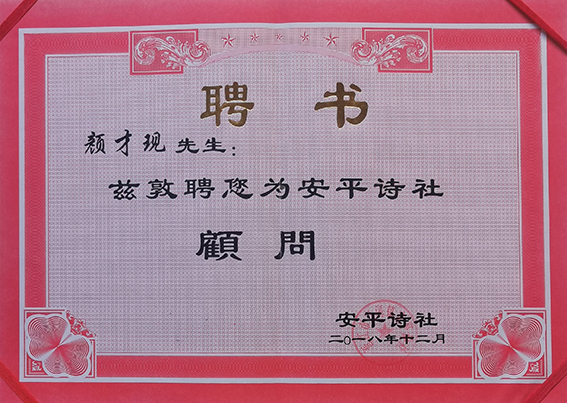 聘书
颜才现先生：
兹敦聘您为安平诗社
顧問
安平诗社
二〇一八年十二月